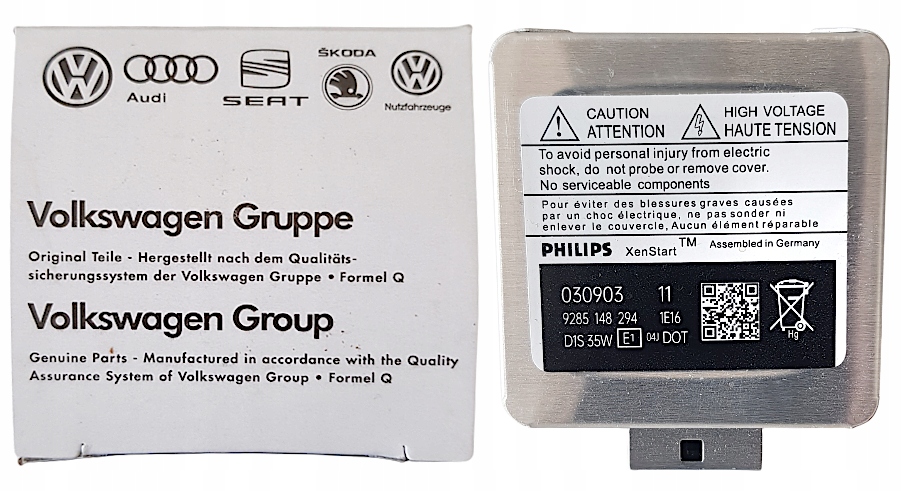 Audi
SEAT
ŠKODA
Nutzfahrzeuge
Volkswagen Gruppe
Original Teile - Hergestellt nach dem Qualitäts-
sicherungssystem der Volkswagen Gruppe • Formel Q
Volkswagen Group
Genuine Parts - Manufactured in accordance with the Quality
Assurance System of Volkswagen Group • Formel Q
CAUTION
ATTENTION
HIGH VOLTAGE
HAUTE TENSION
To avoid personal injury from electric
shock, do not probe or remove cover.
No serviceable components
Pour éviter des blessures graves causées
par un choc électrique, ne pas sonder ni
enlever le couvercle, Aucun élément réparable
PHILIPS XenStart™ Assembled in Germany
030903 11
9285 148 294 1E16
D1S 35W E1 04J DOT
Hg